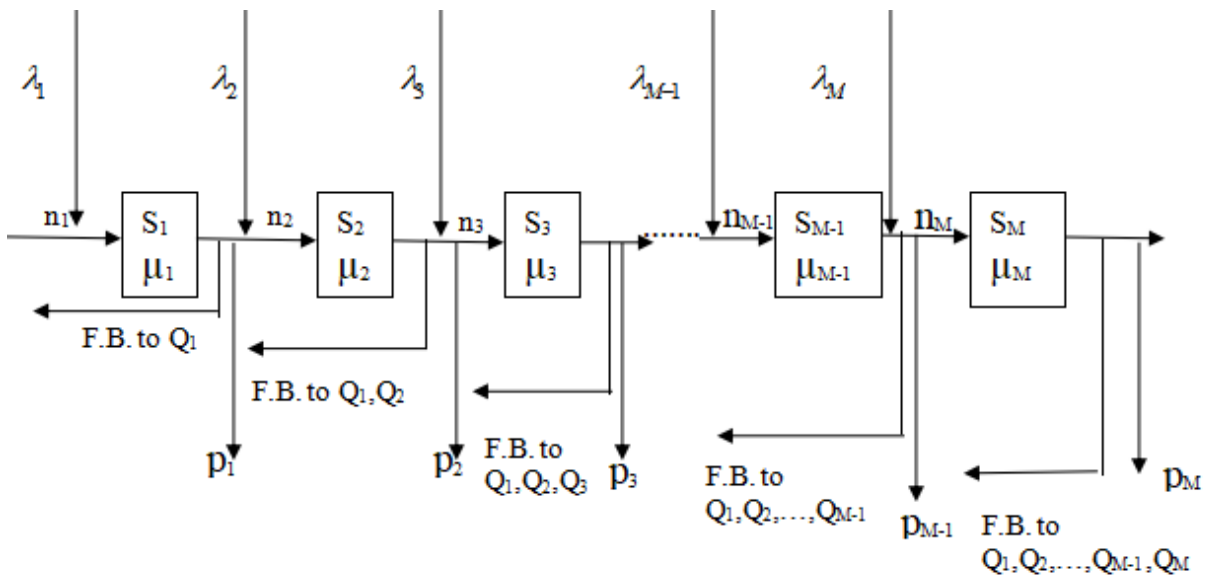 λ1 λ2 λ3 λM-1 λM
n1 S1 n2 S2 n3 S3 ....... nM-1 SM-1 nM SM
μ1 μ2 μ3 μM-1 μM
F.B. to Q1
F.B. to Q1,Q2
p1
p2
F.B. to
Q1,Q2,Q3
p3
F.B. to
Q1,Q2,...,QM-1
pM-1
pM
F.B. to
Q1,Q2,...,QM-1,QM